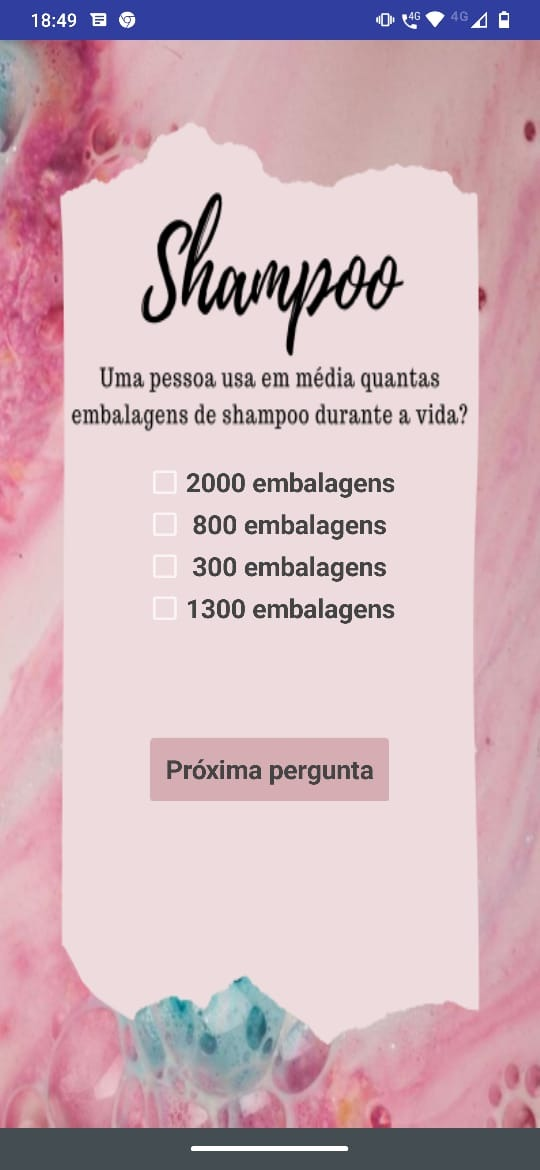 18:49
4G
4G
Shampoo
Uma pessoa usa em média quantas
embalagens de shampoo durante a vida?
2000 embalagens
800 embalagens
300 embalagens
1300 embalagens
Próxima pergunta